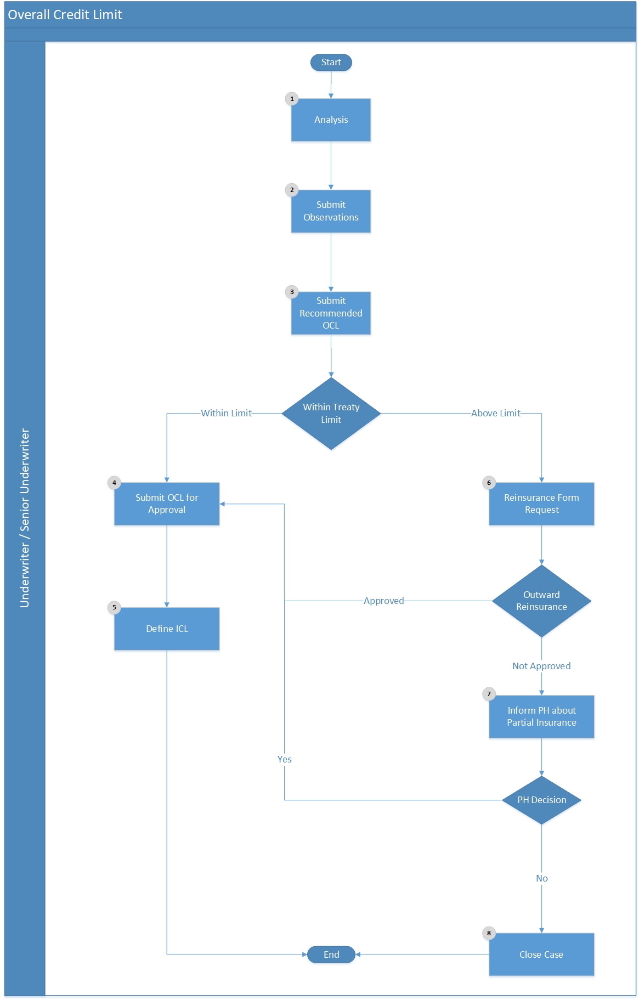 Overall Credit Limit
Underwriter / Senior Underwriter
Start
1
Analysis
2
Submit
Observations
3
Submit
Recommended
OCL
Within Treaty
Limit
Within Limit
Above Limit
4
Submit OCL for
Approval
6
Reinsurance Form
Request
Outward
Reinsurance
Approved
5
Define ICL
Not Approved
7
Inform PH about
Partial Insurance
Yes
PH Decision
No
8
Close Case
End